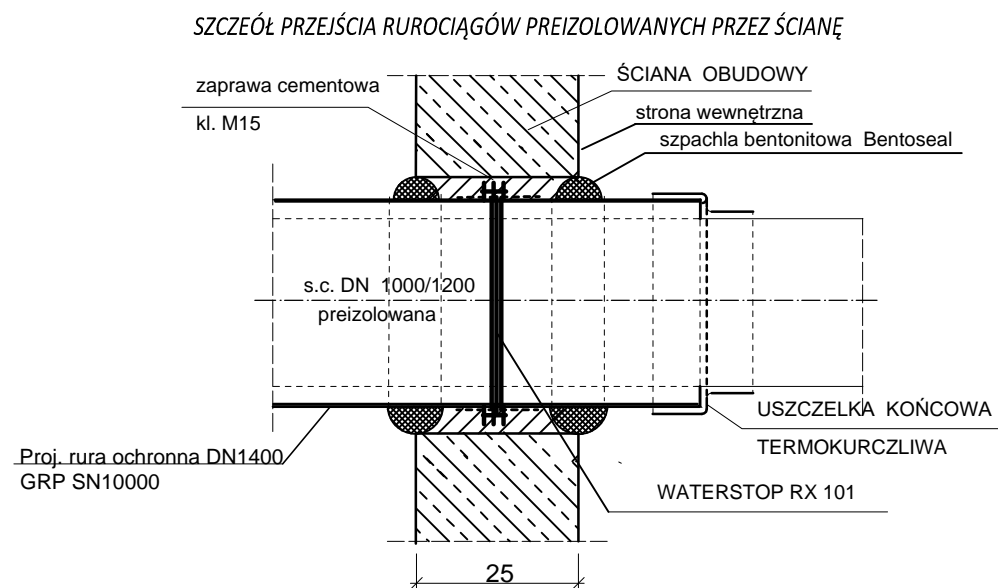 SZCZEÓŁ PRZEJŚCIA RUROCIĄGÓW PREIZOLOWANYCH PRZEZ ŚCIANĘ
zaprawa cementowa
kl. M15
ŚCIANA OBUDOWY
strona wewnętrzna
szpachla bentonitowa Bentoseal
s.c. DN 1000/1200
preizolowana
USZCZELKA KOŃCOWA
TERMOKURCZLIWA
Proj. rura ochronna DN1400
GRP SN10000
WATERSTOP RX 101
25